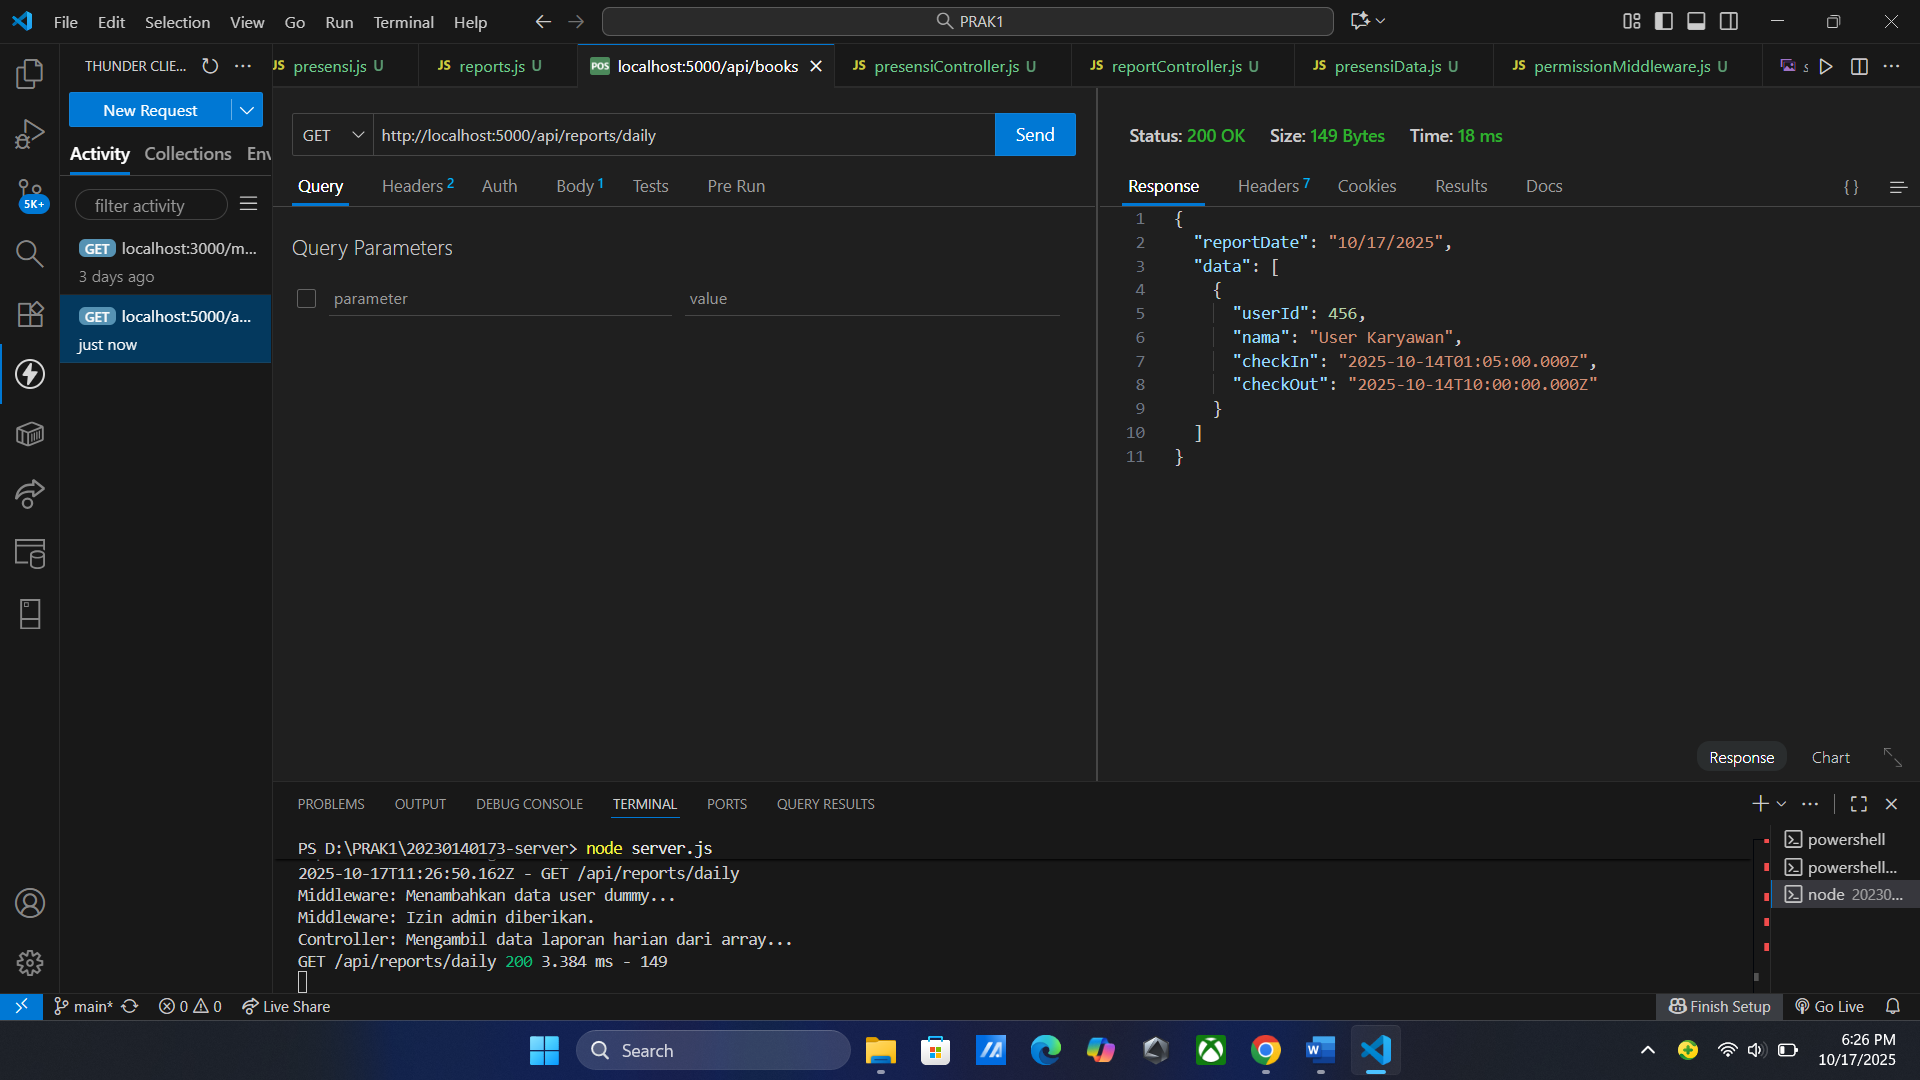 File Edit Selection View Go Run Terminal Help
PRAK1
THUNDER CLIE...
presensi.js U
JS reports.js U
POS localhost:5000/api/books
JS presensiController.js U
JS reportController.js U
JS presensiData.js U
JS permissionMiddleware.js U
New Request
Activity Collections Env
filter activity
GET localhost:3000/m...
3 days ago
GET localhost:5000/a...
just now
5K+
GET http://localhost:5000/api/reports/daily Send
Query Headers 2 Auth Body 1 Tests Pre Run
Query Parameters
parameter value
Status: 200 OK Size: 149 Bytes Time: 18 ms
Response Headers 7 Cookies Results Docs { }
1 {
2 "reportDate": "10/17/2025",
3 "data": [
4 {
5 "userId": 456,
6 "nama": "User Karyawan",
7 "checkIn": "2025-10-14T01:05:00.000Z",
8 "checkOut": "2025-10-14T10:00:00.000Z"
9 }
10 ]
11 }
Response Chart
PROBLEMS OUTPUT DEBUG CONSOLE TERMINAL PORTS QUERY RESULTS
PS D:\PRAK1\20230140173-server> node server.js
2025-10-17T11:26:50.162Z - GET /api/reports/daily
Middleware: Menambahkan data user dummy...
Middleware: Izin admin diberikan.
Controller: Mengambil data laporan harian dari array...
GET /api/reports/daily 200 3.384 ms - 149
powershell
powershell...
node 20230...
main* 0 0 Live Share
Finish Setup Go Live
Search
6:26 PM
10/17/2025